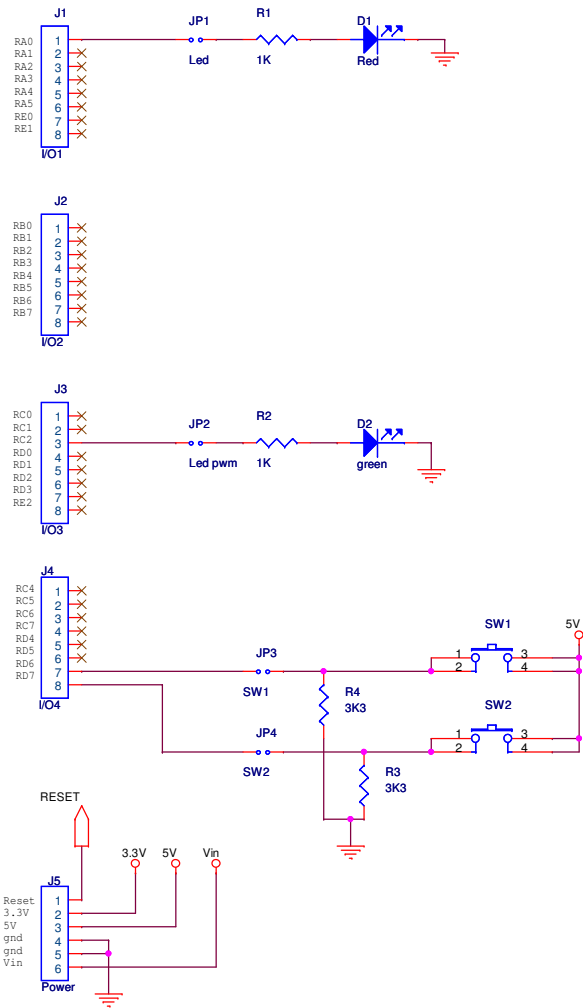 J1
JP1
R1
D1
RA0 1
RA1 2
RA2 3
RA3 4
RA4 5
RA5 6
RE0 7
RE1 8
Led
1K
Red
I/O1
J2
RB0 1
RB1 2
RB2 3
RB3 4
RB4 5
RB5 6
RB6 7
RB7 8
I/O2
J3
JP2
R2
D2
RC0 1
RC1 2
RC2 3
RD0 4
RD1 5
RD2 6
RD3 7
RE2 8
Led pwm
1K
green
I/O3
J4
RC4 1
RC5 2
RC6 3
RC7 4
RD4 5
RD5 6
RD6 7
RD7 8
I/O4
JP3
SW1
SW1
5V
1 3
2 4
R4
3K3
JP4
SW2
SW2
1 3
2 4
R3
3K3
RESET
3.3V
5V
Vin
J5
Reset 1
3.3V 2
5V 3
gnd 4
gnd 5
Vin 6
Power